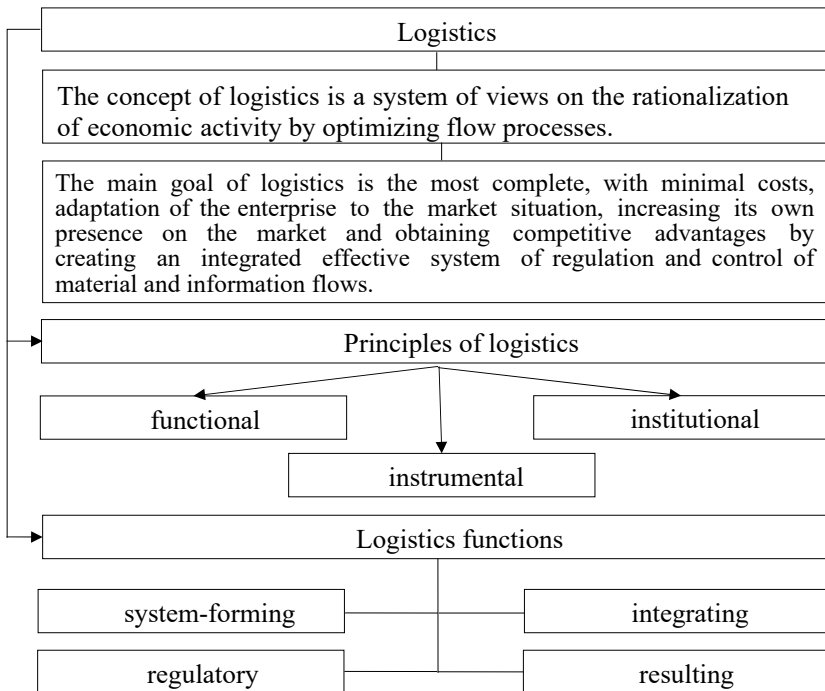 Logistics
The concept of logistics is a system of views on the rationalization
of economic activity by optimizing flow processes.
The main goal of logistics is the most complete, with minimal costs,
adaptation of the enterprise to the market situation, increasing its own
presence on the market and obtaining competitive advantages by
creating an integrated effective system of regulation and control of
material and information flows.
Principles of logistics
functional
institutional
instrumental
Logistics functions
system-forming
integrating
regulatory
resulting